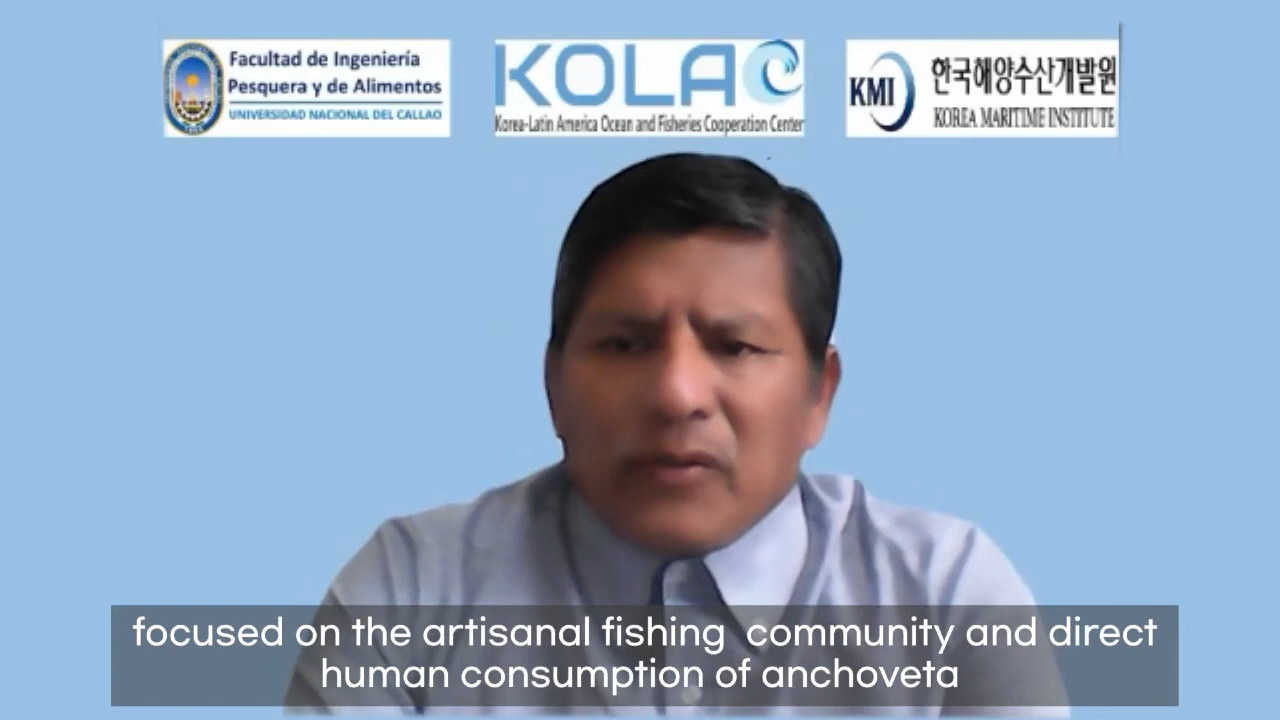 Facultad de Ingeniería
Pesquera y de Alimentos
UNIVERSIDAD NACIONAL DEL CALLAO
KOLAC
Korea-Latin America Ocean and Fisheries Cooperation Center
KMI
한국해양수산개발원
KOREA MARITIME INSTITUTE
focused on the artisanal fishing community and direct
human consumption of anchoveta